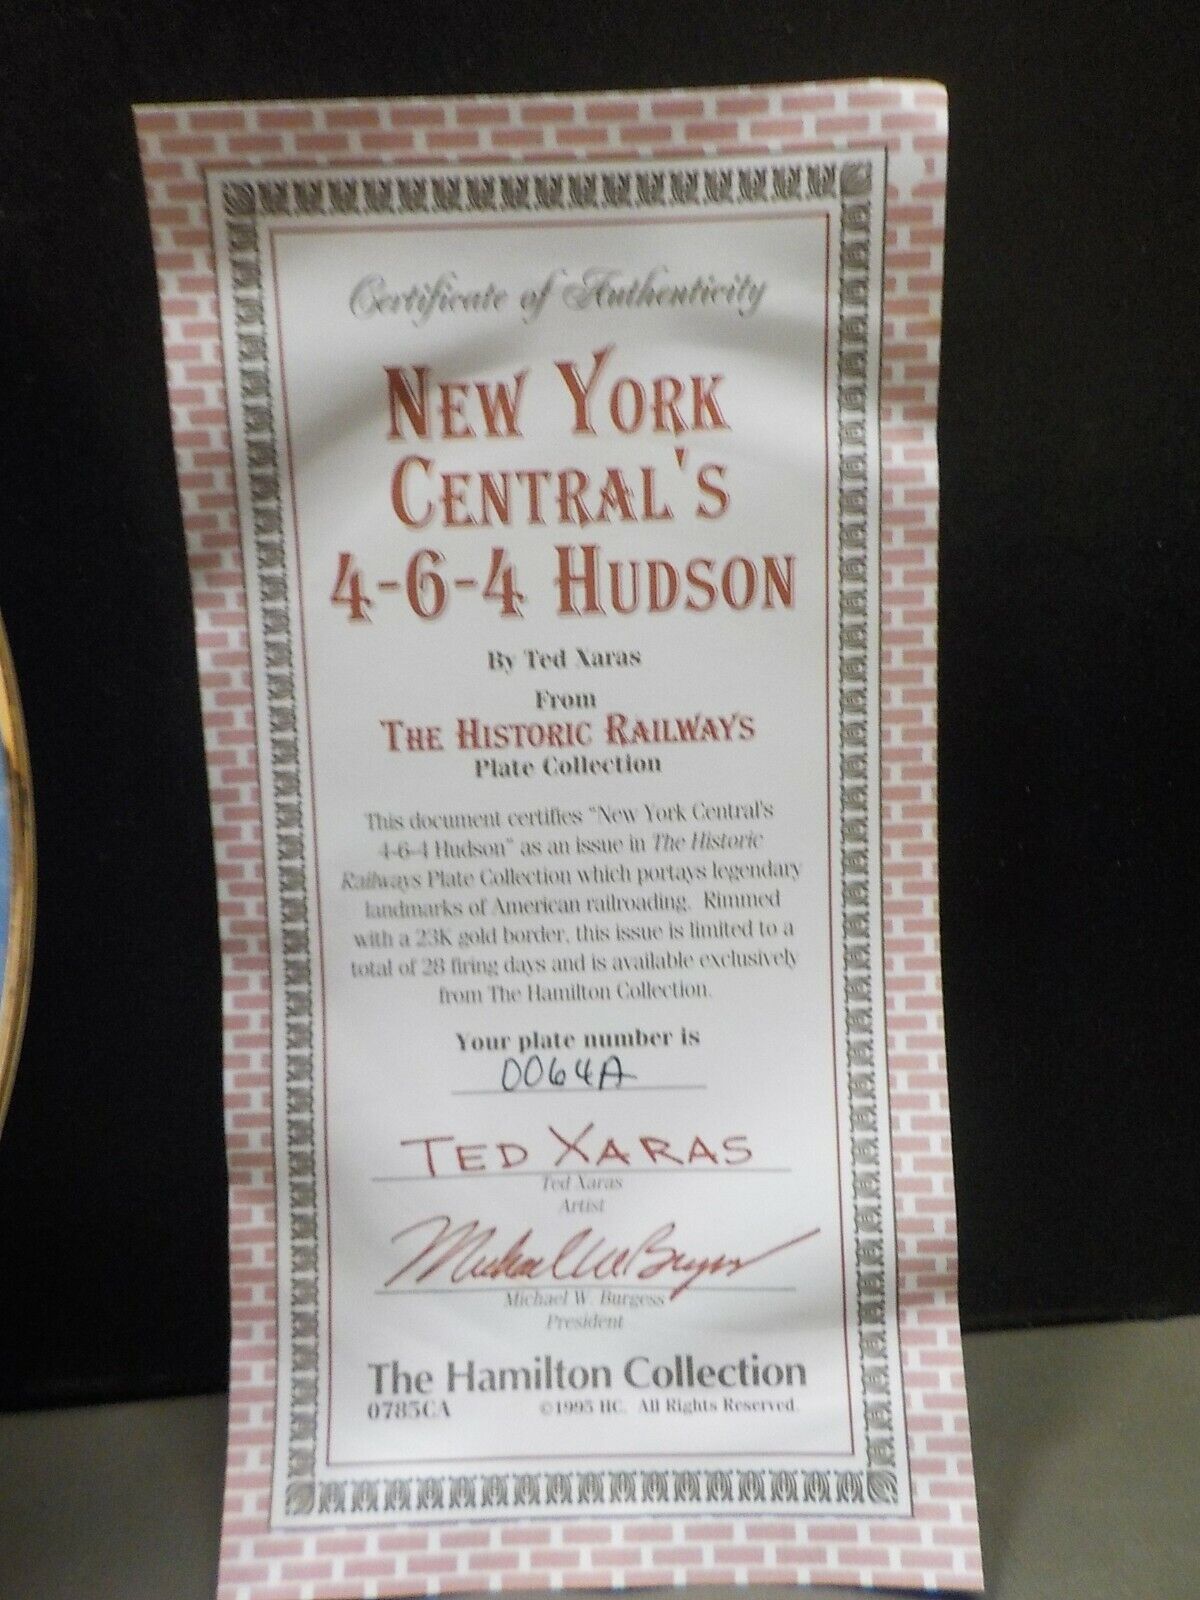 Certificate of Authenticity
NEW YORK
CENTRAL'S
4-6-4 HUDSON
By Ted Xaras
From
THE HISTORIC RAILWAYS
Plate Collection
This document certifies "New York Central's
4-6-4 Hudson" as an issue in The Historic
Railways Plate Collection which portays legendary
landmarks of American railroading. Rimmed
with a 23K gold border, this issue is limited to a
total of 28 firing days and is available exclusively
from The Hamilton Collection.
Your plate number is
0064A
TED XARAS
Ted Xaras
Artist
Michael W Burgess
Michael W. Burgess
President
The Hamilton Collection
0785CA ©1995 HC. All Rights Reserved.